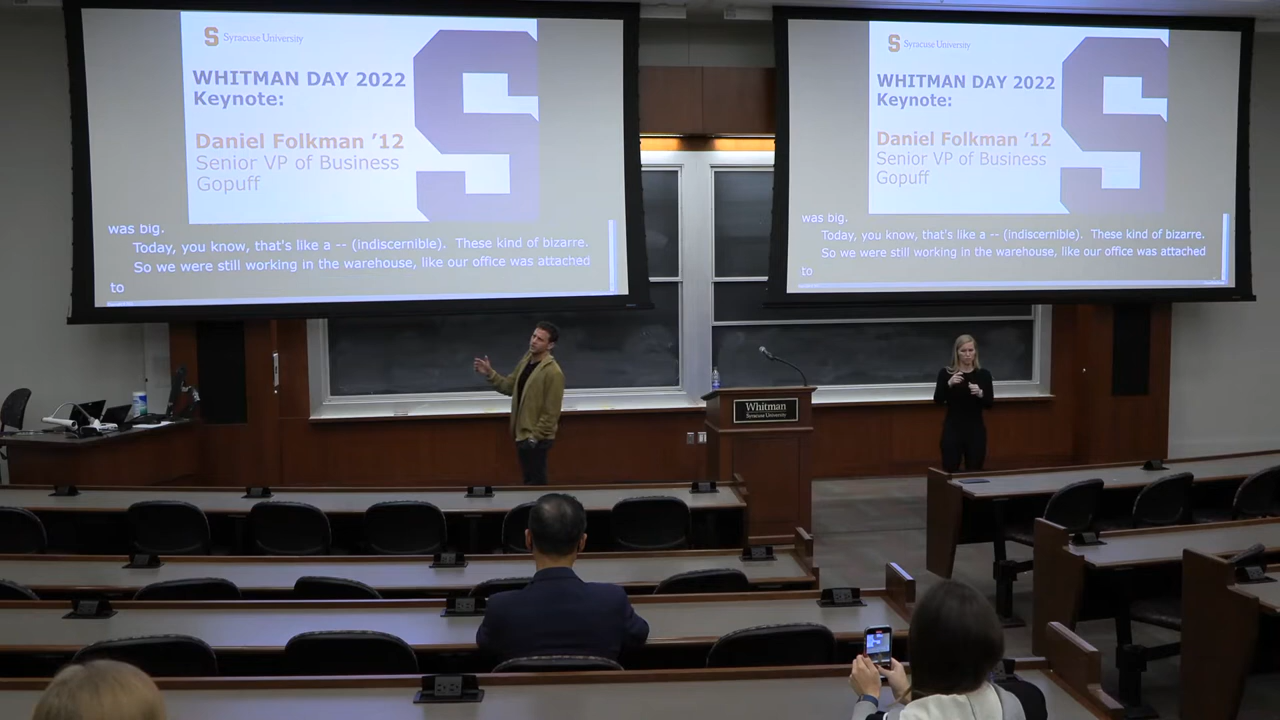 S Syracuse University
WHITMAN DAY 2022
Keynote:
Daniel Folkman ’12
Senior VP of Business
Gopuff
was big.
Today, you know, that's like a -- (indiscernible). These kind of bizarre.
So we were still working in the warehouse, like our office was attached
to
S Syracuse University
WHITMAN DAY 2022
Keynote:
Daniel Folkman ’12
Senior VP of Business
Gopuff
was big.
Today, you know, that's like a -- (indiscernible). These kind of bizarre.
So we were still working in the warehouse, like our office was attached
to
Whitman
Syracuse University